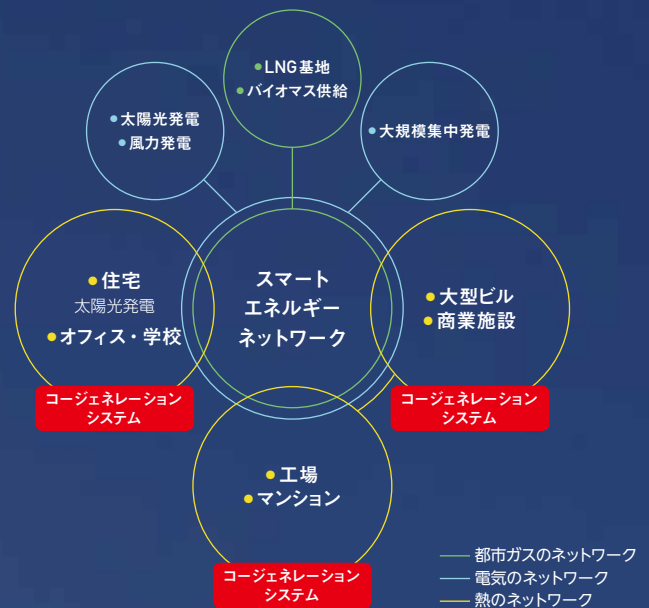 ● LNG基地
● バイオマス供給
● 太陽光発電
● 風力発電
● 大規模集中発電
● 住宅
太陽光発電
● オフィス・学校
スマート
エネルギー
ネットワーク
● 大型ビル
● 商業施設
コージェネレーション
システム
コージェネレーション
システム
● 工場
● マンション
コージェネレーション
システム
都市ガスのネットワーク
電気のネットワーク
熱のネットワーク